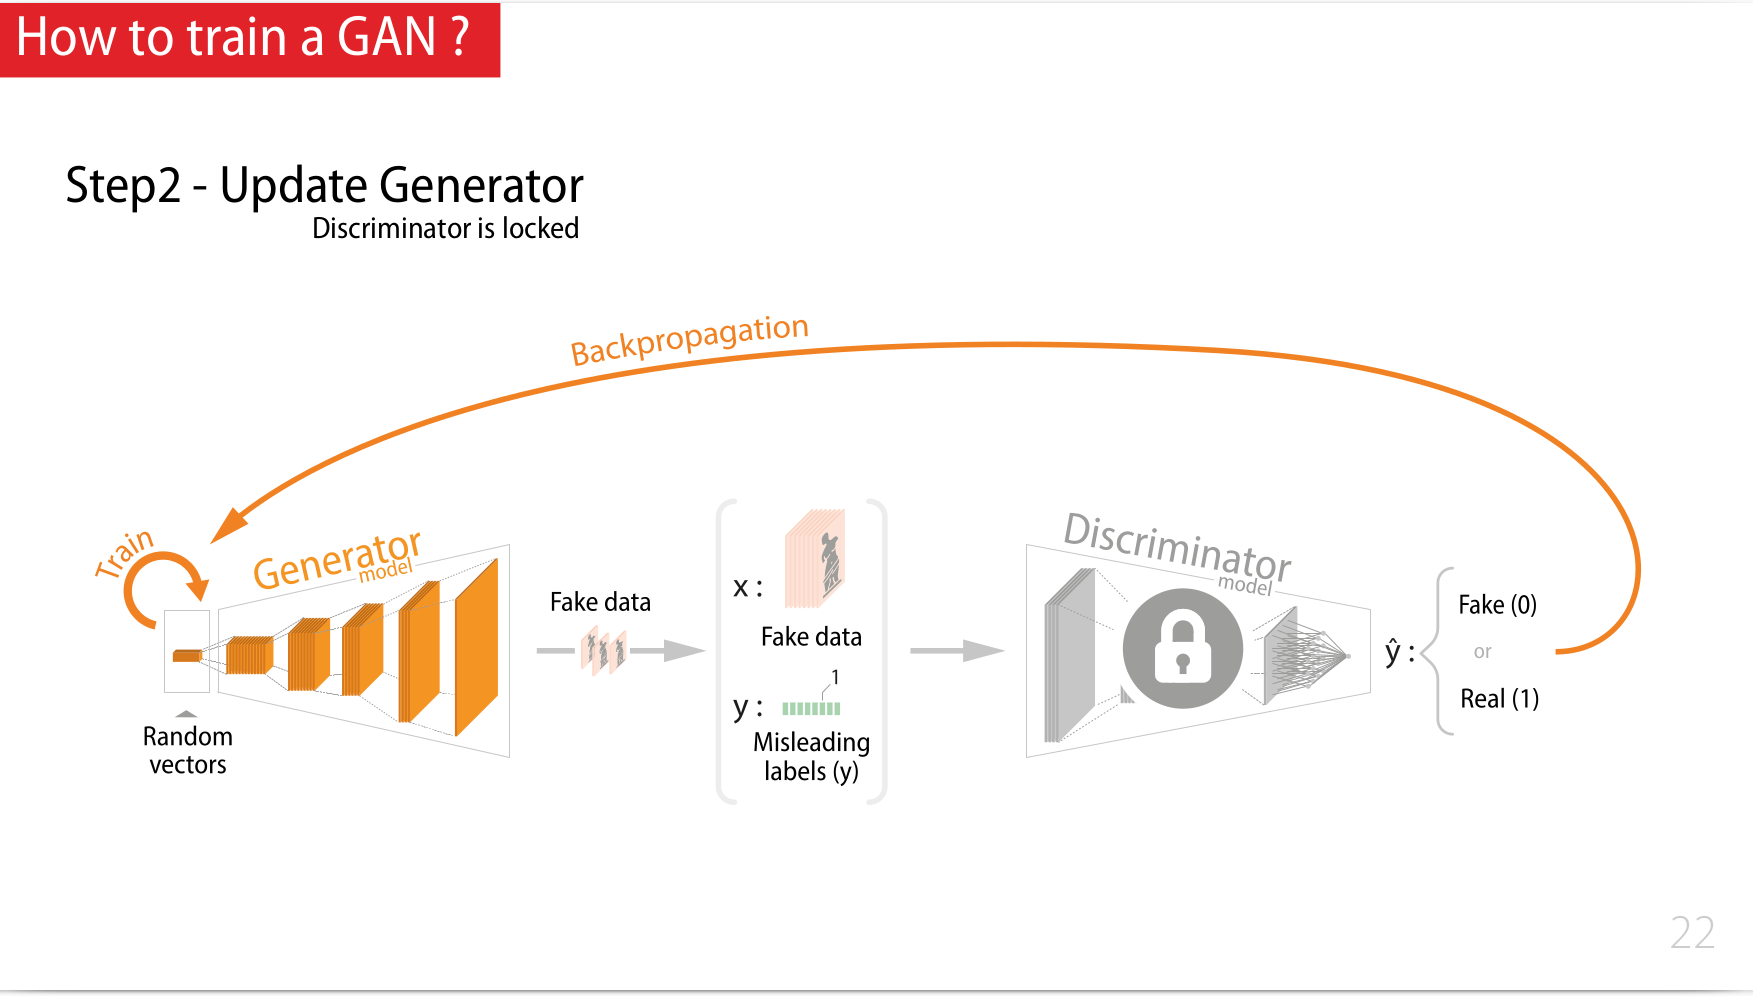 How to train a GAN ?
Step2 - Update Generator
Discriminator is locked
Backpropagation
Train
Generator
model
Random
vectors
Fake data
x :
Fake data
1
y :
Misleading
labels (y)
Discriminator
model
ŷ :
Fake (0)
or
Real (1)
22